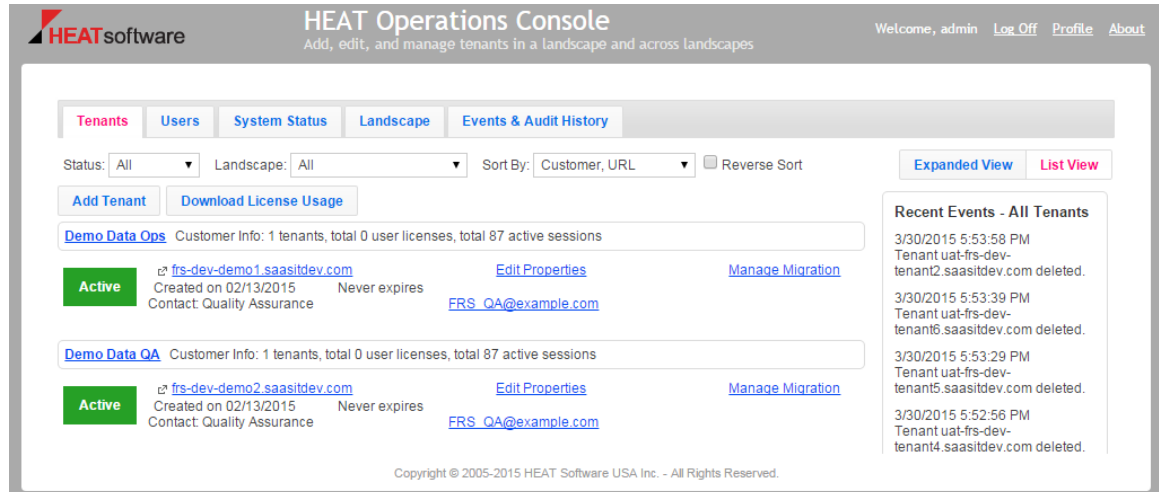 HEATsoftware
HEAT Operations Console
Add, edit, and manage tenants in a landscape and across landscapes
Welcome, admin Log Off Profile About
Tenants Users System Status Landscape Events & Audit History
Status: All Landscape: All Sort By: Customer, URL Reverse Sort Expanded View List View
Add Tenant Download License Usage
Demo Data Ops Customer Info: 1 tenants, total 0 user licenses, total 87 active sessions
Active
frs-dev-demo1.saasitdev.com Edit Properties Manage Migration
Created on 02/13/2015 Never expires
Contact: Quality Assurance FRS_QA@example.com
Demo Data QA Customer Info: 1 tenants, total 0 user licenses, total 87 active sessions
Active
frs-dev-demo2.saasitdev.com Edit Properties Manage Migration
Created on 02/13/2015 Never expires
Contact: Quality Assurance FRS_QA@example.com
Recent Events - All Tenants
3/30/2015 5:53:58 PM
Tenant uat-frs-dev-
tenant2.saasitdev.com deleted.
3/30/2015 5:53:39 PM
Tenant uat-frs-dev-
tenant6.saasitdev.com deleted.
3/30/2015 5:53:29 PM
Tenant uat-frs-dev-
tenant5.saasitdev.com deleted.
3/30/2015 5:52:56 PM
Tenant uat-frs-dev-
tenant4.saasitdev.com deleted.
Copyright © 2005-2015 HEAT Software USA Inc. - All Rights Reserved.